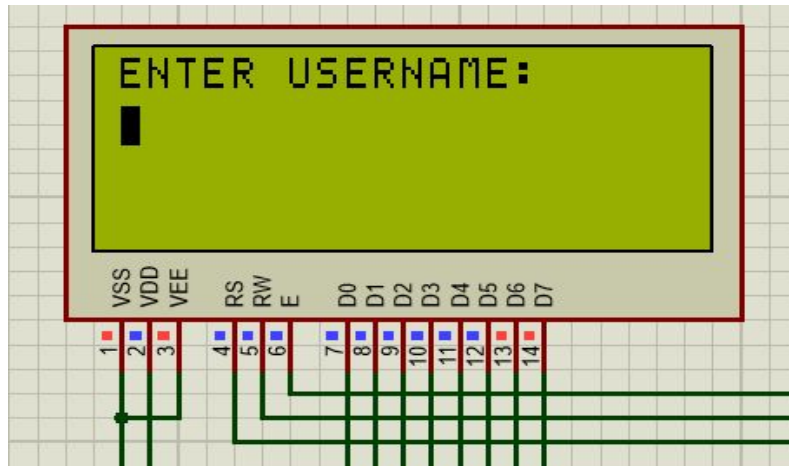 ENTER USERNAME:
VSS VDD VEE RS RW E D0 D1 D2 D3 D4 D5 D6 D7
1 2 3 4 5 6 7 8 9 10 11 12 13 14